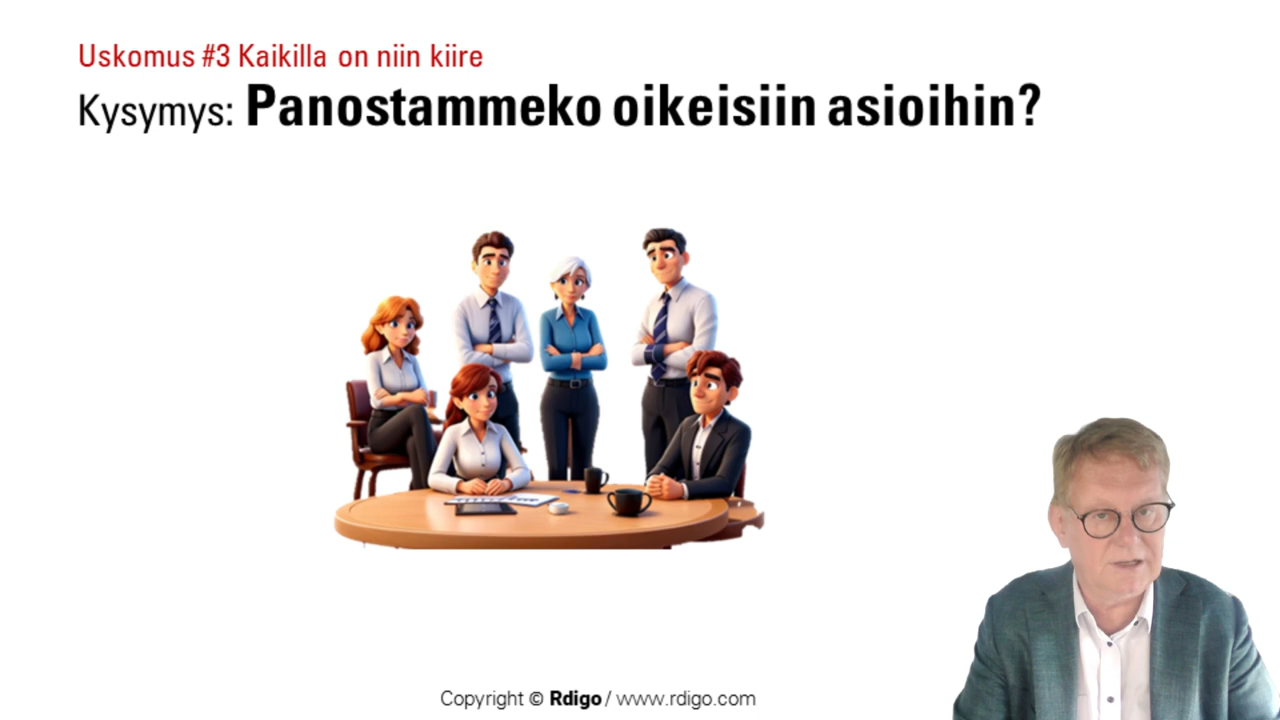 Uskomus #3 Kaikilla on niin kiire
Kysymys: Panostammeko oikeisiin asioihin?
Copyright © Rdigo / www.rdigo.com